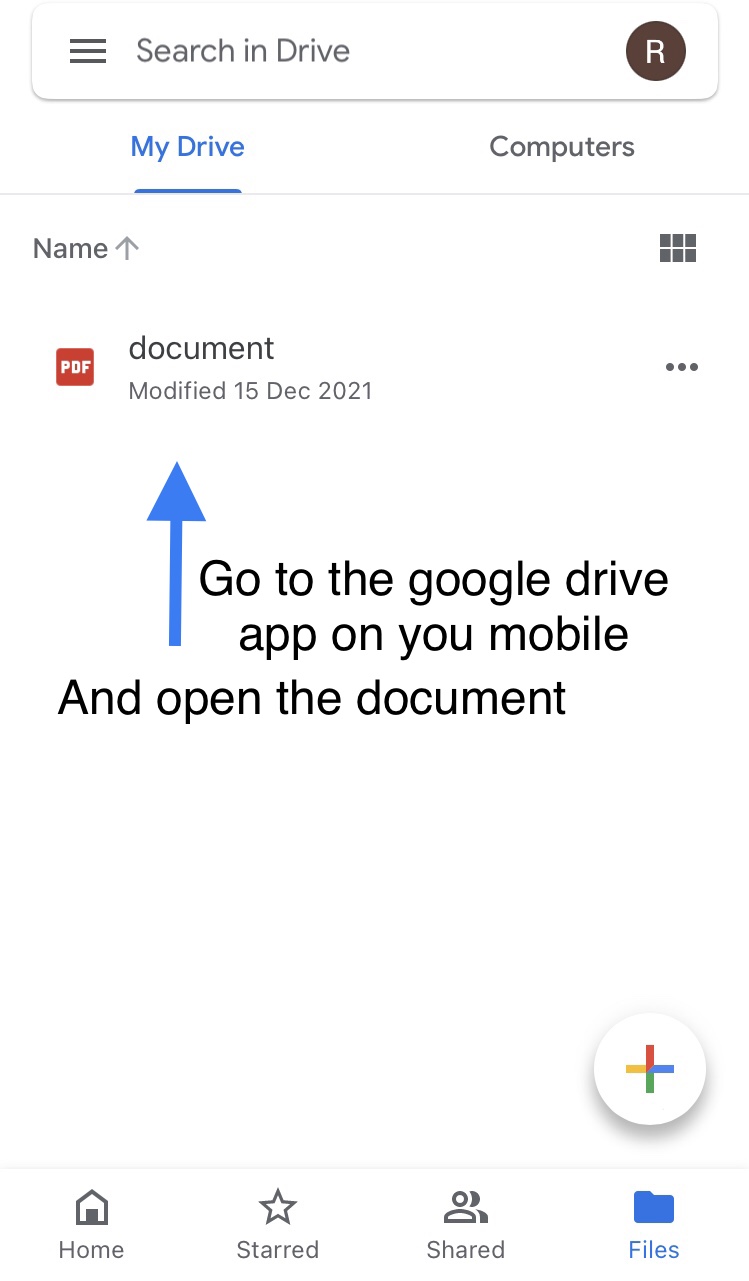 Search in Drive R
My Drive Computers
Name
PDF document
Modified 15 Dec 2021
Go to the google drive
app on you mobile
And open the document
Home Starred Shared Files